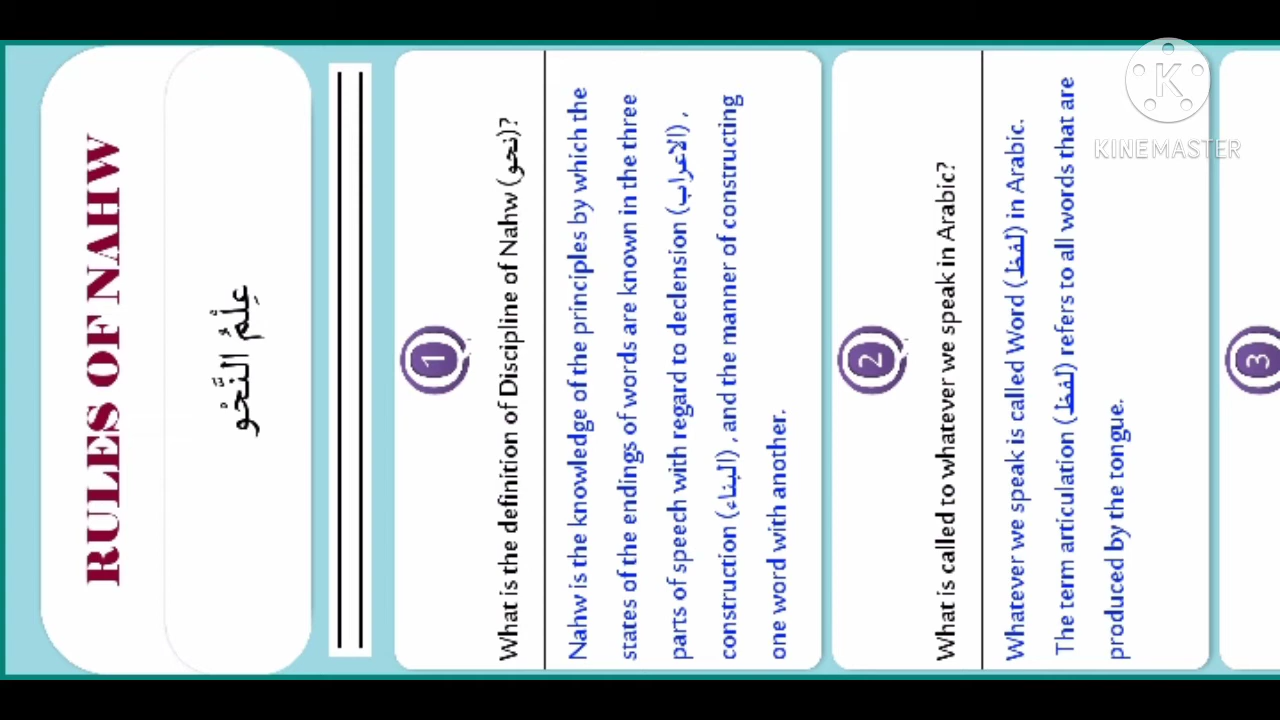 RULES OF NAHW
عِلْمُ النَّحْو
1
What is the definition of Discipline of Nahw (نحو)?
Nahw is the knowledge of the principles by which the
states of the endings of words are known in the three
parts of speech with regard to declension (الاعراب) ,
construction (البناء) , and the manner of constructing
one word with another.
2
What is called to whatever we speak in Arabic?
Whatever we speak is called Word (لفظ) in Arabic.
The term articulation (لفظ) refers to all words that are
produced by the tongue.
3
K
KINEMASTER